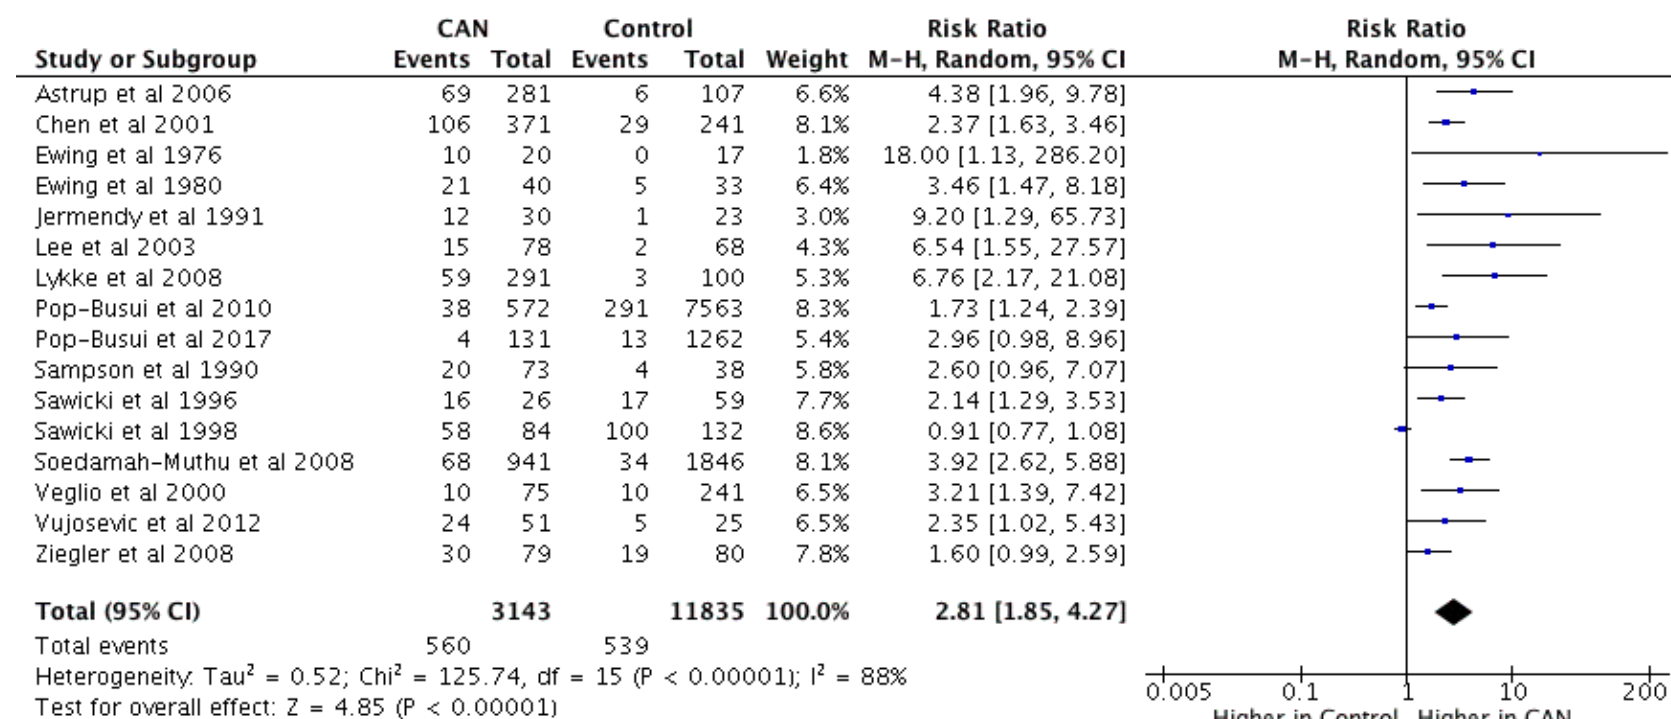 CAN Control Risk Ratio Risk Ratio
Study or Subgroup Events Total Events Total Weight M-H, Random, 95% CI M-H, Random, 95% CI
Astrup et al 2006 69 281 6 107 6.6% 4.38 [1.96, 9.78]
Chen et al 2001 106 371 29 241 8.1% 2.37 [1.63, 3.46]
Ewing et al 1976 10 20 0 17 1.8% 18.00 [1.13, 286.20]
Ewing et al 1980 21 40 5 33 6.4% 3.46 [1.47, 8.18]
Jermendy et al 1991 12 30 1 23 3.0% 9.20 [1.29, 65.73]
Lee et al 2003 15 78 2 68 4.3% 6.54 [1.55, 27.57]
Lykke et al 2008 59 291 3 100 5.3% 6.76 [2.17, 21.08]
Pop-Busui et al 2010 38 572 291 7563 8.3% 1.73 [1.24, 2.39]
Pop-Busui et al 2017 4 131 13 1262 5.4% 2.96 [0.98, 8.96]
Sampson et al 1990 20 73 4 38 5.8% 2.60 [0.96, 7.07]
Sawicki et al 1996 16 26 17 59 7.7% 2.14 [1.29, 3.53]
Sawicki et al 1998 58 84 100 132 8.6% 0.91 [0.77, 1.08]
Soedamah-Muthu et al 2008 68 941 34 1846 8.1% 3.92 [2.62, 5.88]
Veglio et al 2000 10 75 10 241 6.5% 3.21 [1.39, 7.42]
Vujosevic et al 2012 24 51 5 25 6.5% 2.35 [1.02, 5.43]
Ziegler et al 2008 30 79 19 80 7.8% 1.60 [0.99, 2.59]
Total (95% CI) 3143 11835 100.0% 2.81 [1.85, 4.27]
Total events 560 539
Heterogeneity: Tau² = 0.52; Chi² = 125.74, df = 15 (P < 0.00001); I² = 88%
Test for overall effect: Z = 4.85 (P < 0.00001)
0.005 0.1 1 10 200
Higher in Control Higher in CAN